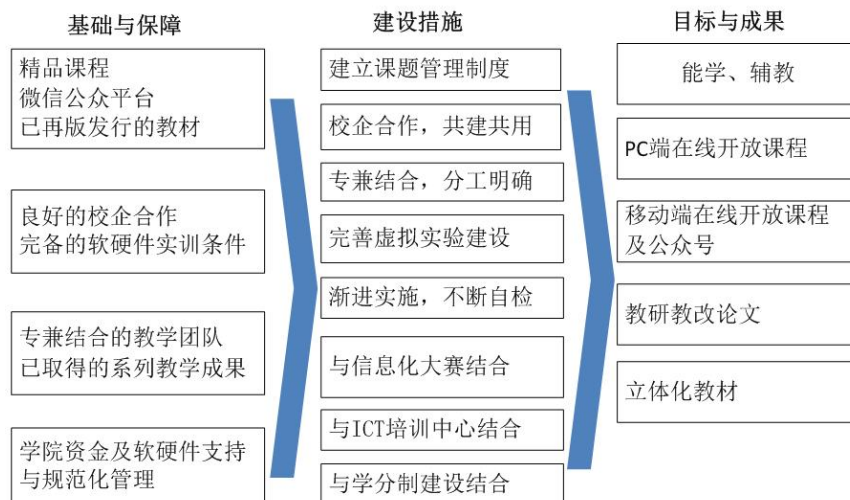 基础与保障
精品课程
微信公众平台
已再版发行的教材
良好的校企合作
完备的软硬件实训条件
专兼结合的教学团队
已取得的系列教学成果
学院资金及软硬件支持
与规范化管理
建设措施
建立课题管理制度
校企合作，共建共用
专兼结合，分工明确
完善虚拟实验建设
渐进实施，不断自检
与信息化大赛结合
与ICT培训中心结合
与学分制建设结合
目标与成果
能学、辅教
PC端在线开放课程
移动端在线开放课程
及公众号
教研教改论文
立体化教材